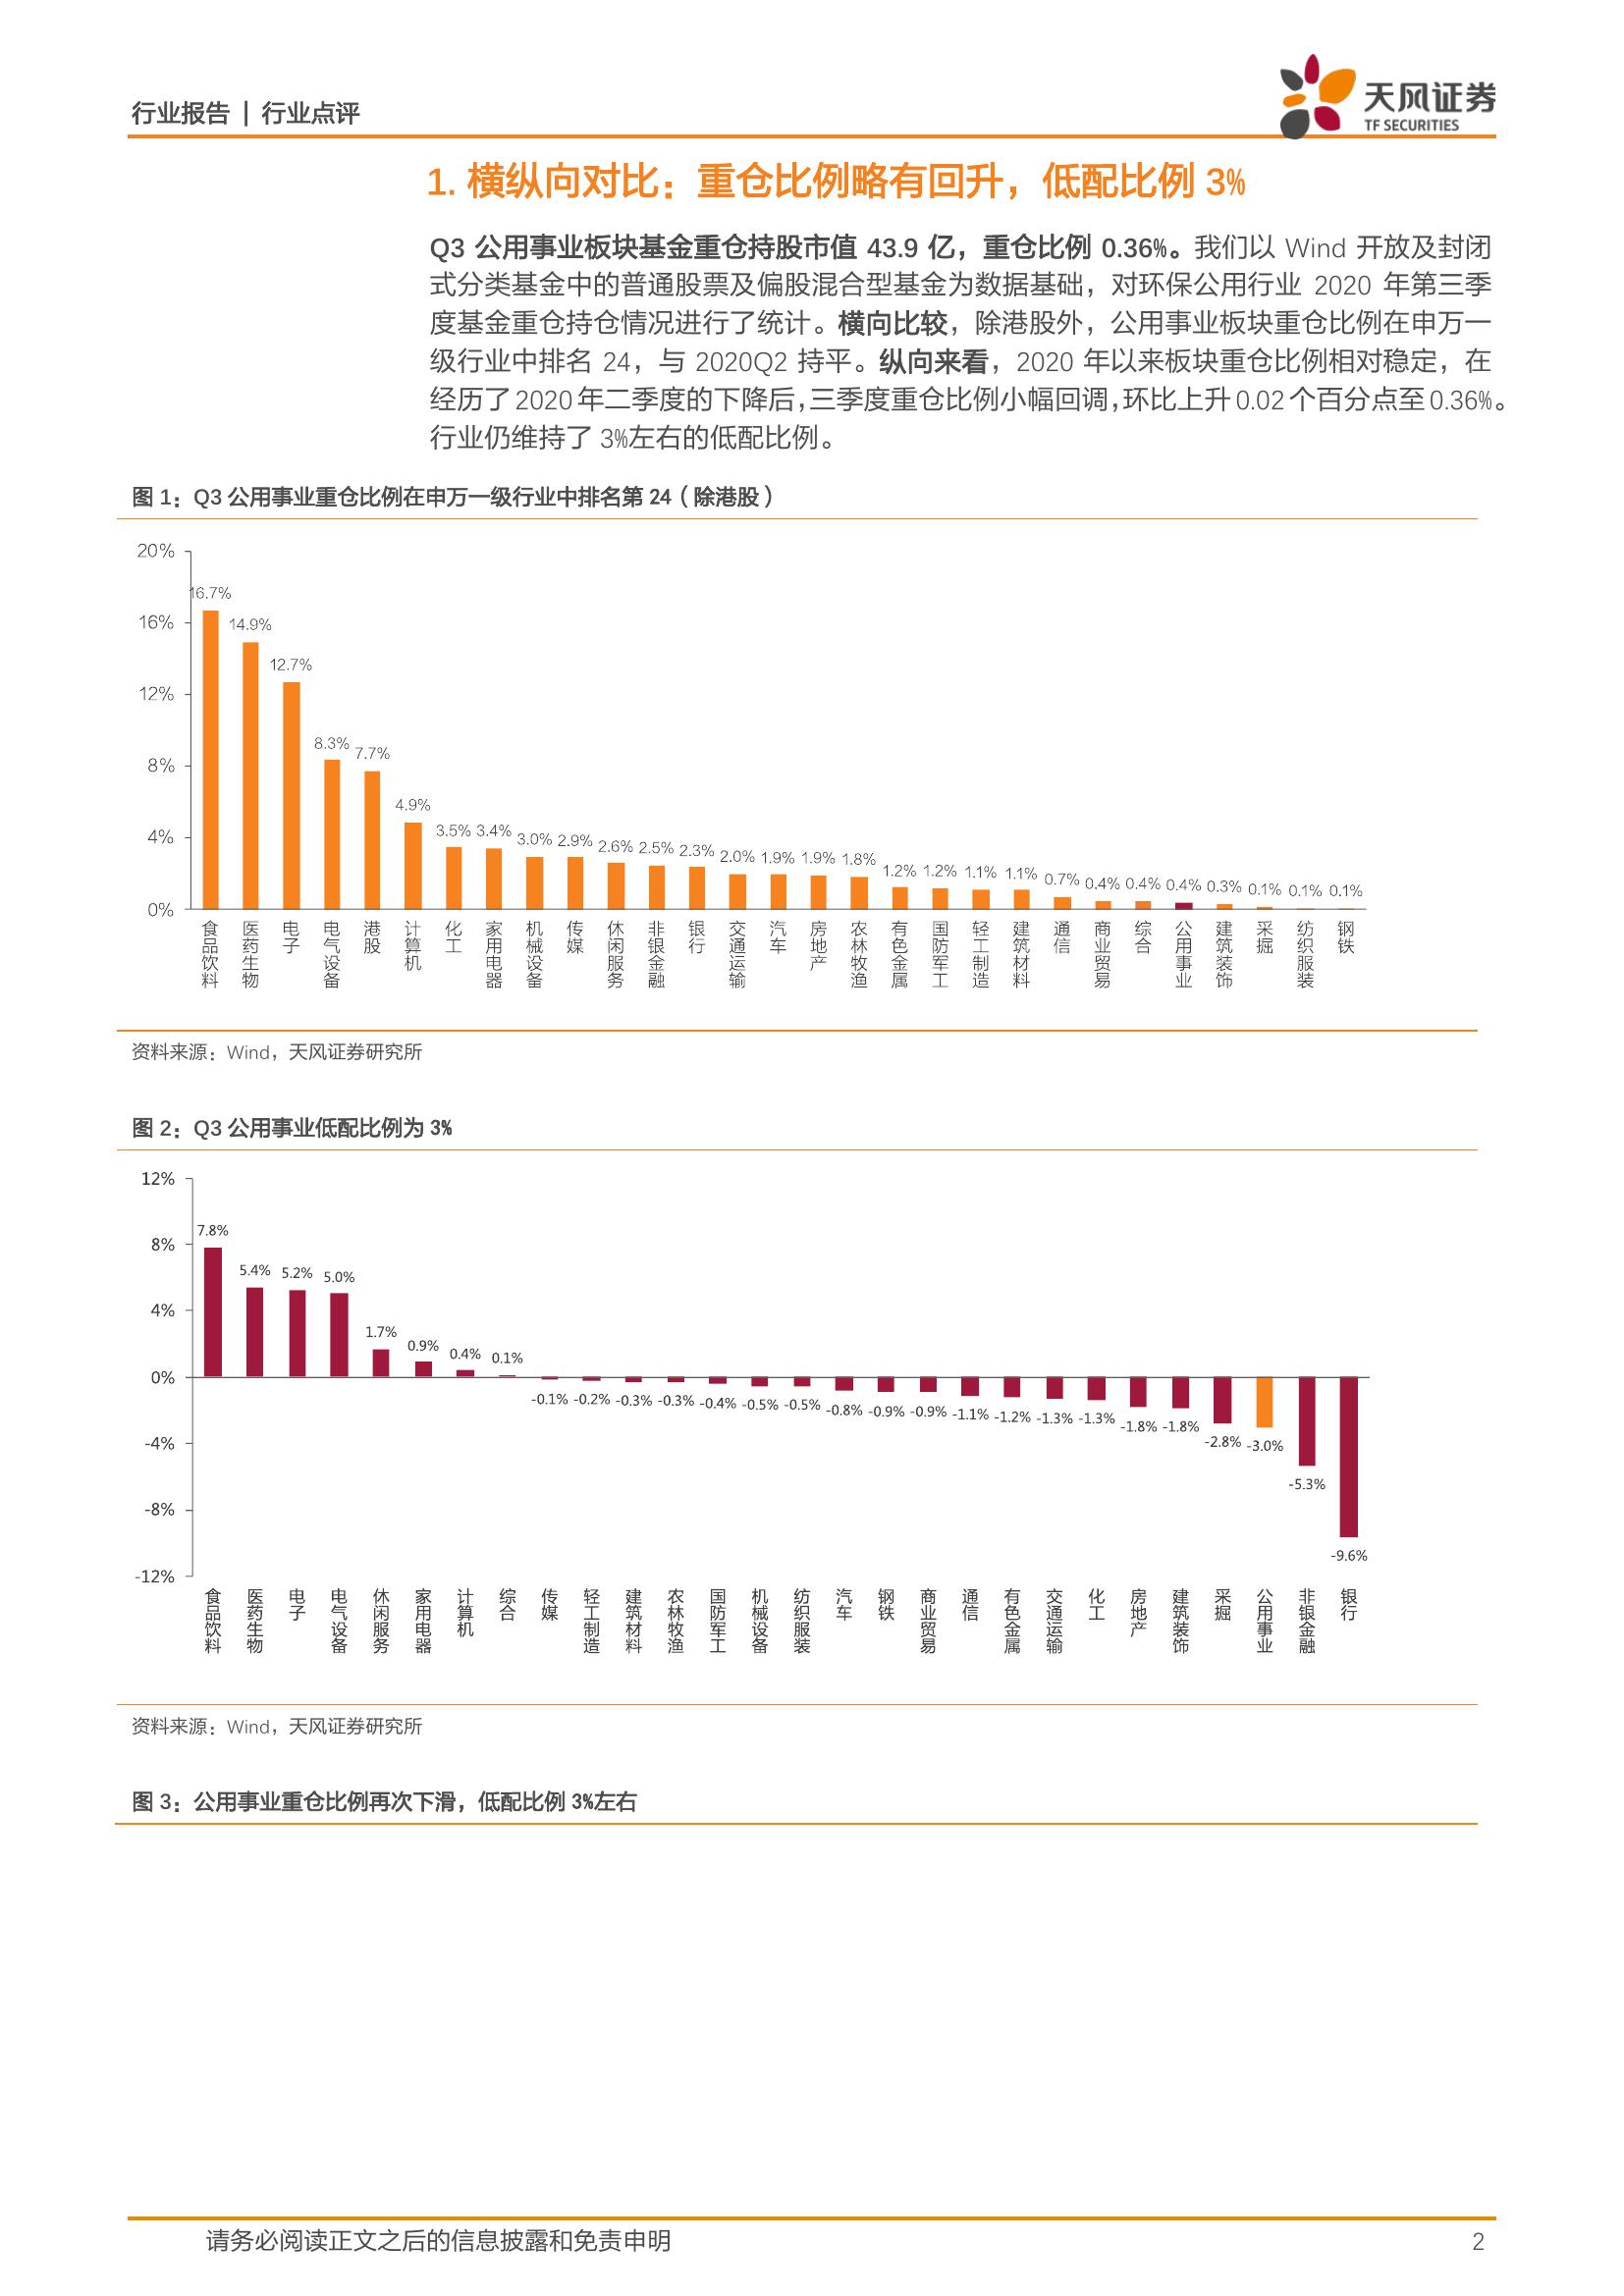 行业报告 | 行业点评
天风证券
TF SECURITIES
1. 横纵向对比：重仓比例略有回升，低配比例 3%
Q3 公用事业板块基金重仓持股市值 43.9 亿，重仓比例 0.36%。我们以 Wind 开放及封闭
式分类基金中的普通股票及偏股混合型基金为数据基础，对环保公用行业 2020 年第三季
度基金重仓持仓情况进行了统计。横向比较，除港股外，公用事业板块重仓比例在申万一
级行业中排名 24，与 2020Q2 持平。纵向来看，2020 年以来板块重仓比例相对稳定，在
经历了 2020 年二季度的下降后，三季度重仓比例小幅回调，环比上升 0.02 个百分点至 0.36%。
行业仍维持了 3%左右的低配比例。
图 1：Q3 公用事业重仓比例在申万一级行业中排名第 24（除港股）
20%
16%
12%
8%
4%
0%
16.7% 14.9% 12.7% 8.3% 7.7% 4.9% 3.5% 3.4% 3.0% 2.9% 2.6% 2.5% 2.3% 2.0% 1.9% 1.9% 1.8% 1.2% 1.2% 1.1% 1.1% 0.7% 0.4% 0.4% 0.4% 0.3% 0.1% 0.1% 0.1%
食品饮料 医药生物 电子 电气设备 港股 计算机 化工 家用电器 机械设备 传媒 休闲服务 非银金融 银行 交通运输 汽车 房地产 农林牧渔 有色金属 国防军工 轻工制造 建筑材料 通信 商业贸易 综合 公用事业 建筑装饰 采掘 纺织服装 钢铁
资料来源：Wind，天风证券研究所
图 2：Q3 公用事业低配比例为 3%
12%
8%
4%
0%
-4%
-8%
-12%
7.8% 5.4% 5.2% 5.0% 1.7% 0.9% 0.4% 0.1% -0.1% -0.2% -0.3% -0.3% -0.4% -0.5% -0.5% -0.8% -0.9% -0.9% -1.1% -1.2% -1.3% -1.3% -1.8% -1.8% -2.8% -3.0% -5.3% -9.6%
食品饮料 医药生物 电子 电气设备 休闲服务 家用电器 计算机 综合 传媒 轻工制造 建筑材料 农林牧渔 国防军工 机械设备 纺织服装 汽车 钢铁 商业贸易 通信 有色金属 交通运输 化工 房地产 建筑装饰 采掘 公用事业 非银金融 银行
资料来源：Wind，天风证券研究所
图 3：公用事业重仓比例再次下滑，低配比例 3%左右
请务必阅读正文之后的信息披露和免责申明
2